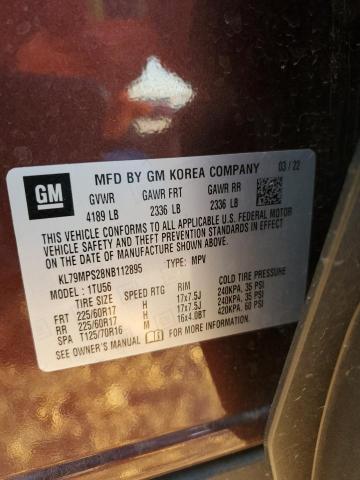 GM
MFD BY GM KOREA COMPANY 03 / 22
GVWR GAWR FRT GAWR RR
4189 LB 2336 LB 2336 LB
THIS VEHICLE CONFORMS TO ALL APPLICABLE U.S. FEDERAL MOTOR
VEHICLE SAFETY AND THEFT PREVENTION STANDARDS IN EFFECT
ON THE DATE OF MANUFACTURE SHOWN ABOVE.
KL79MPS28NB112895 TYPE: MPV
MODEL: 1TU56
TIRE SIZE SPEED RTG RIM COLD TIRE PRESSURE
FRT 225/60R17 H 17x7.5J 240KPA, 35 PSI
RR 225/60R17 H 17x7.5J 240KPA, 35 PSI
SPA T125/70R16 M 16x4.0BT 420KPA, 60 PSI
SEE OWNER'S MANUAL FOR MORE INFORMATION.